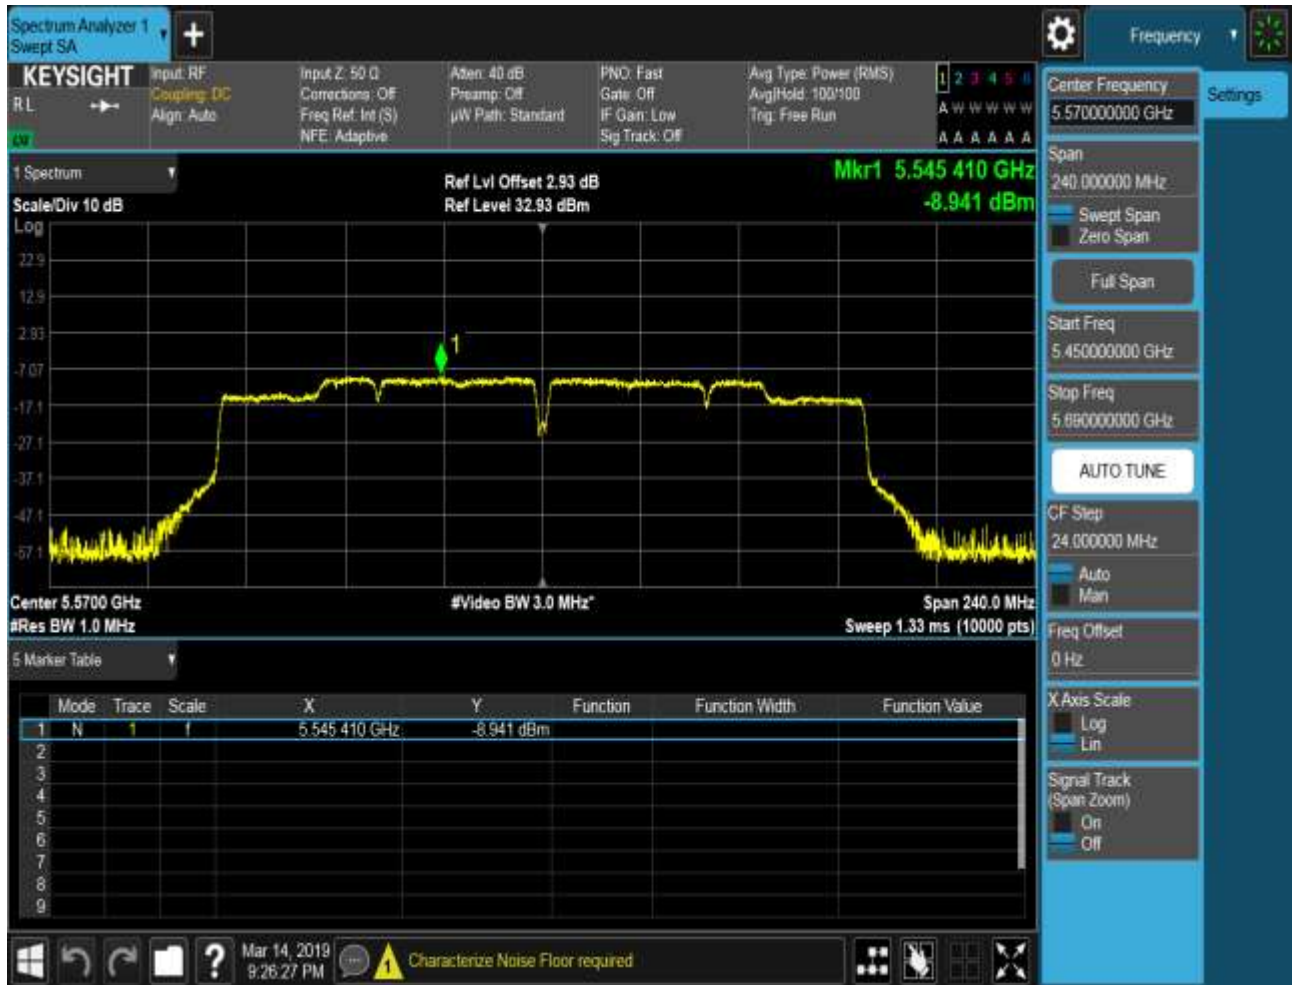 Spectrum Analyzer 1
Swept SA
Frequency
KEYSIGHT
RL
Input: RF
Coupling: DC
Align: Auto
Input Z: 50 Ω
Corrections: Off
Freq Ref: Int (S)
NFE: Adaptive
Atten: 40 dB
Preamp: Off
µW Path: Standard
PNO: Fast
Gate: Off
IF Gain: Low
Sig Track: Off
Avg Type: Power (RMS)
Avg|Hold: 100/100
Trig: Free Run
1 2 3 4 5 6
A W W W W W
A A A A A A
1 Spectrum
Scale/Div 10 dB
Log
Ref Lvl Offset 2.93 dB
Ref Level 32.93 dBm
Mkr1 5.545 410 GHz
-8.941 dBm
22.9
12.9
2.93
-7.07
-17.1
-27.1
-37.1
-47.1
-57.1
1
Center 5.5700 GHz
#Video BW 3.0 MHz*
Span 240.0 MHz
#Res BW 1.0 MHz
Sweep 1.33 ms (10000 pts)
5 Marker Table
Mode Trace Scale X Y Function Function Width Function Value
1 N 1 f 5.545 410 GHz -8.941 dBm
2
3
4
5
6
7
8
9
Mar 14, 2019
9:26:27 PM
1
Characterize Noise Floor required
Settings
Center Frequency
5.570000000 GHz
Span
240.000000 MHz
Swept Span
Zero Span
Full Span
Start Freq
5.450000000 GHz
Stop Freq
5.690000000 GHz
AUTO TUNE
CF Step
24.000000 MHz
Auto
Man
Freq Offset
0 Hz
X Axis Scale
Log
Lin
Signal Track
(Span Zoom)
On
Off